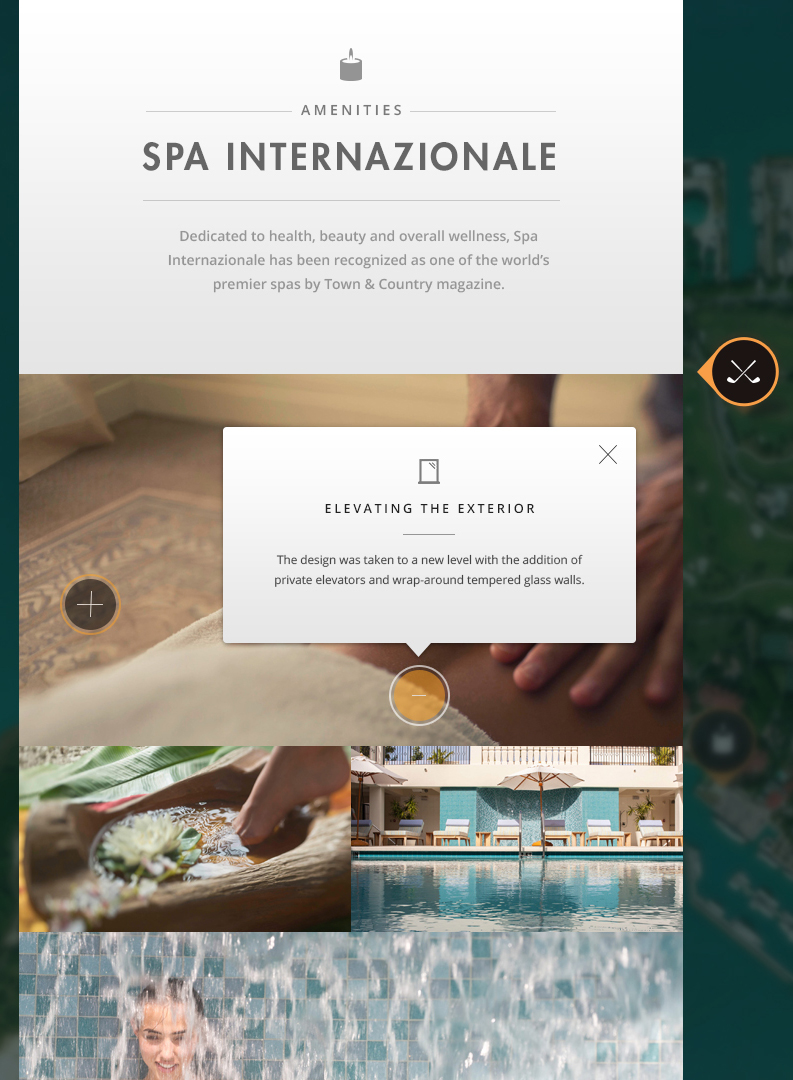 AMENITIES
SPA INTERNAZIONALE
Dedicated to health, beauty and overall wellness, Spa
Internazionale has been recognized as one of the world’s
premier spas by Town & Country magazine.
ELEVATING THE EXTERIOR
The design was taken to a new level with the addition of
private elevators and wrap-around tempered glass walls.